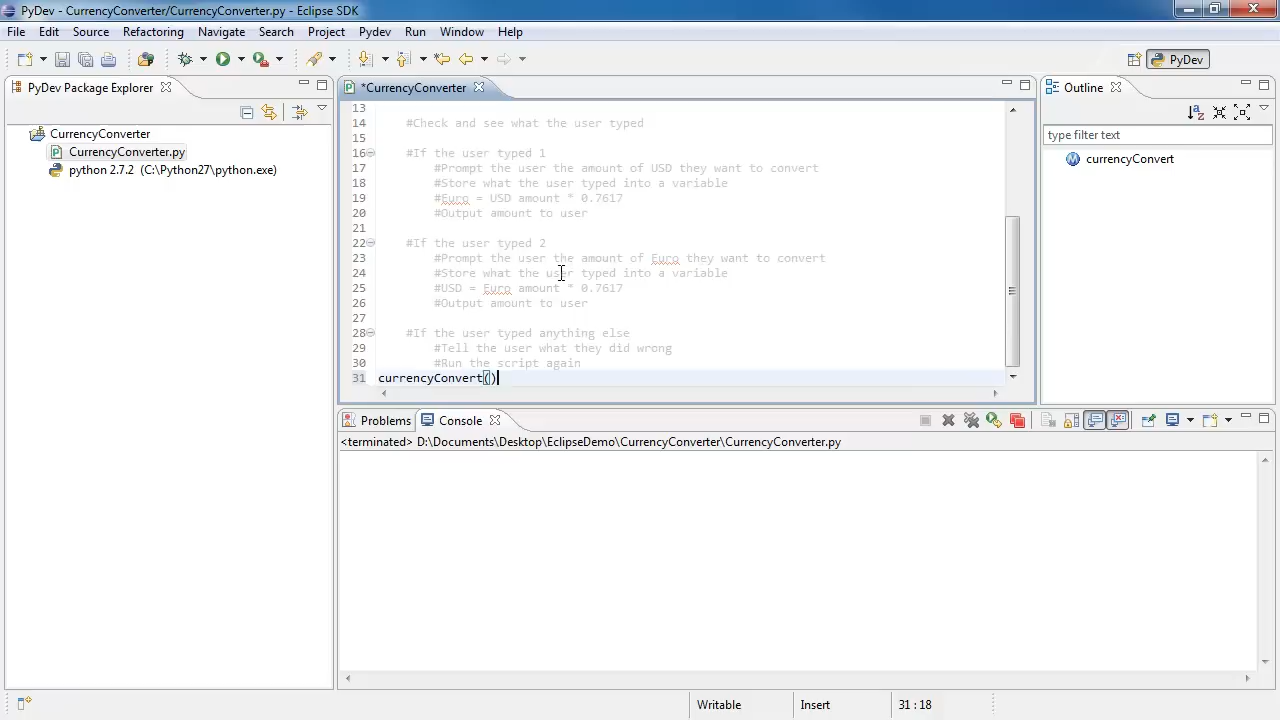 PyDev - CurrencyConverter/CurrencyConverter.py - Eclipse SDK
File Edit Source Refactoring Navigate Search Project Pydev Run Window Help
PyDev
PyDev Package Explorer
CurrencyConverter
CurrencyConverter.py
python 2.7.2 (C:\Python27\python.exe)
*CurrencyConverter
13
14 #Check and see what the user typed
15
16 #If the user typed 1
17 #Prompt the user the amount of USD they want to convert
18 #Store what the user typed into a variable
19 #Euro = USD amount * 0.7617
20 #Output amount to user
21
22 #If the user typed 2
23 #Prompt the user the amount of Euro they want to convert
24 #Store what the user typed into a variable
25 #USD = Euro amount * 0.7617
26 #Output amount to user
27
28 #If the user typed anything else
29 #Tell the user what they did wrong
30 #Run the script again
31 currencyConvert()
Outline
type filter text
currencyConvert
Problems Console
<terminated> D:\Documents\Desktop\EclipseDemo\CurrencyConverter\CurrencyConverter.py
Writable Insert 31 : 18